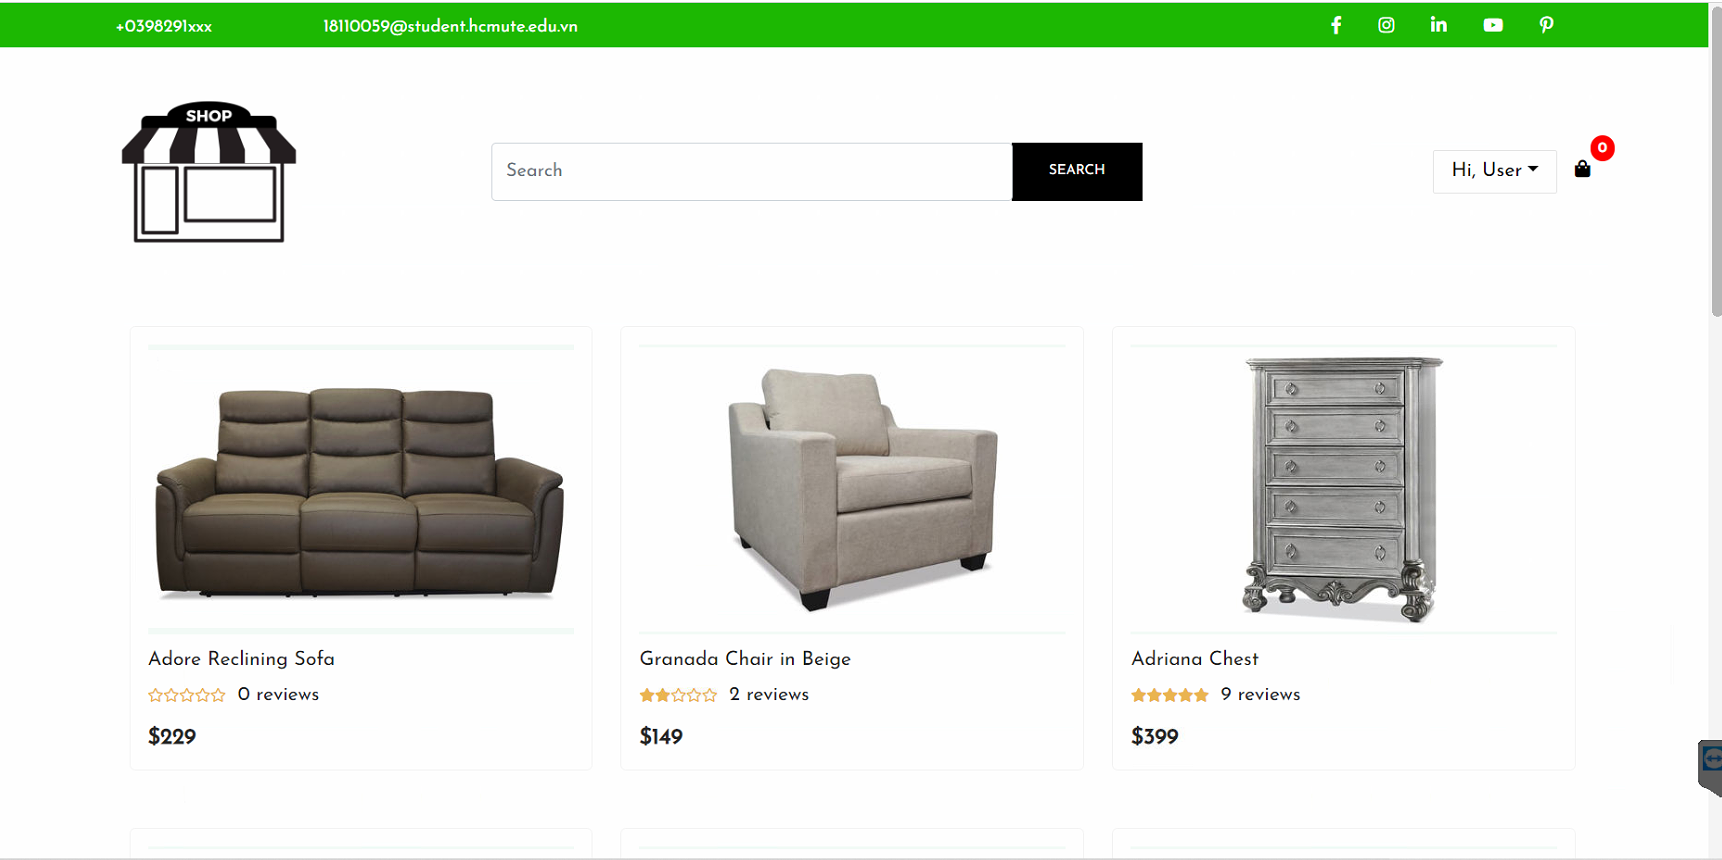 +0398291xxx 18110059@student.hcmute.edu.vn
SHOP
Search SEARCH Hi, User 0
Adore Reclining Sofa
0 reviews
$229
Granada Chair in Beige
2 reviews
$149
Adriana Chest
9 reviews
$399